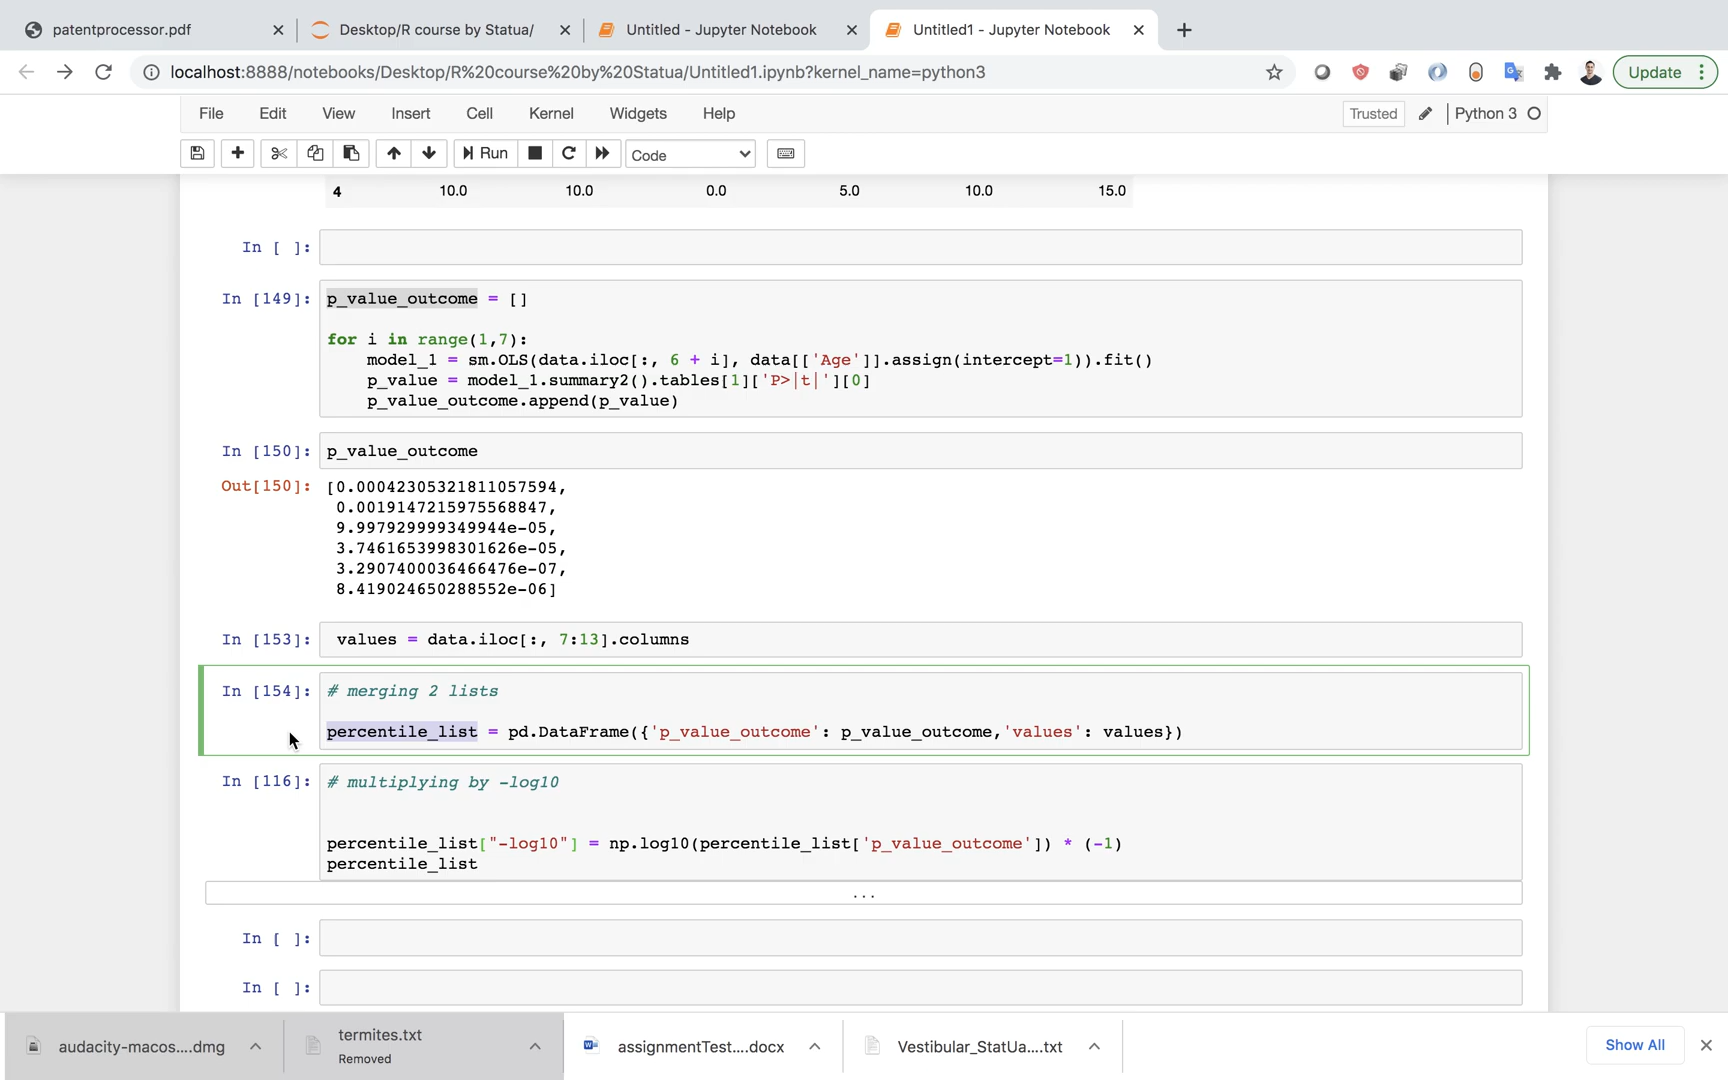 patentprocessor.pdf
Desktop/R course by Statua/
Untitled - Jupyter Notebook
Untitled1 - Jupyter Notebook
localhost:8888/notebooks/Desktop/R%20course%20by%20Statua/Untitled1.ipynb?kernel_name=python3
Update
File Edit View Insert Cell Kernel Widgets Help
Trusted
Python 3
Run
Code
4 10.0 10.0 0.0 5.0 10.0 15.0
In [ ]:
In [149]: p_value_outcome = []
for i in range(1,7):
    model_1 = sm.OLS(data.iloc[:, 6 + i], data[['Age']].assign(intercept=1)).fit()
    p_value = model_1.summary2().tables[1]['P>|t|'][0]
    p_value_outcome.append(p_value)
In [150]: p_value_outcome
Out[150]: [0.00042305321811057594,
0.0019147215975568847,
9.9979299993499​44e-05,
3.7461653998301626e-05,
3.2907400036466476e-07,
8.419024650288552e-06]
In [153]: values = data.iloc[:, 7:13].columns
In [154]: # merging 2 lists
percentile_list = pd.DataFrame({'p_value_outcome': p_value_outcome,'values': values})
In [116]: # multiplying by -log10
percentile_list["-log10"] = np.log10(percentile_list['p_value_outcome']) * (-1)
percentile_list
...
In [ ]:
In [ ]:
audacity-macos....dmg
termites.txt
Removed
assignmentTest....docx
Vestibular_StatUa....txt
Show All